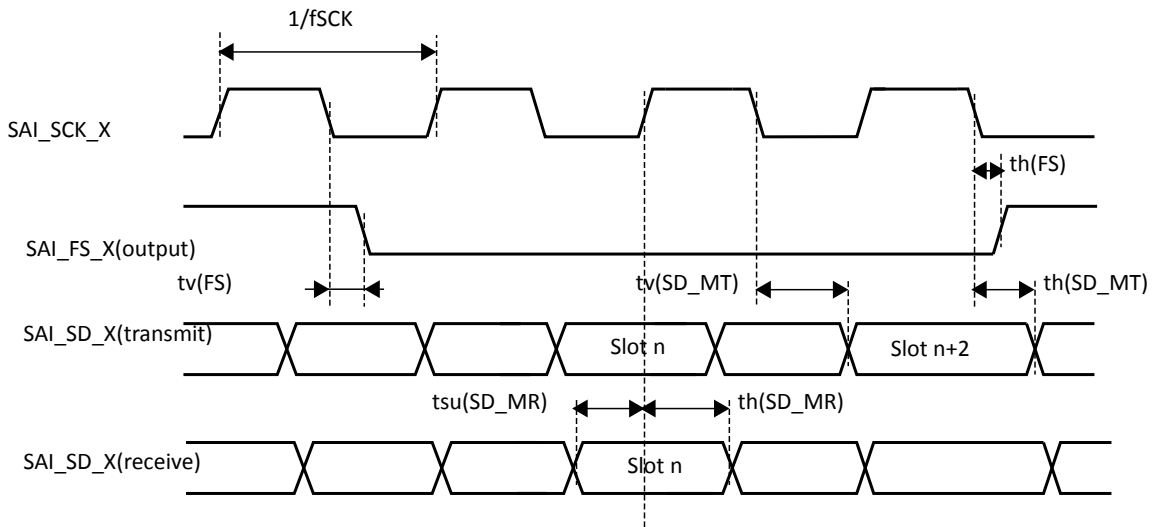 1/fSCK
SAI_SCK_X
th(FS)
SAI_FS_X(output)
tv(FS)
tv(SD_MT)
th(SD_MT)
SAI_SD_X(transmit)
Slot n
Slot n+2
tsu(SD_MR)
th(SD_MR)
SAI_SD_X(receive)
Slot n